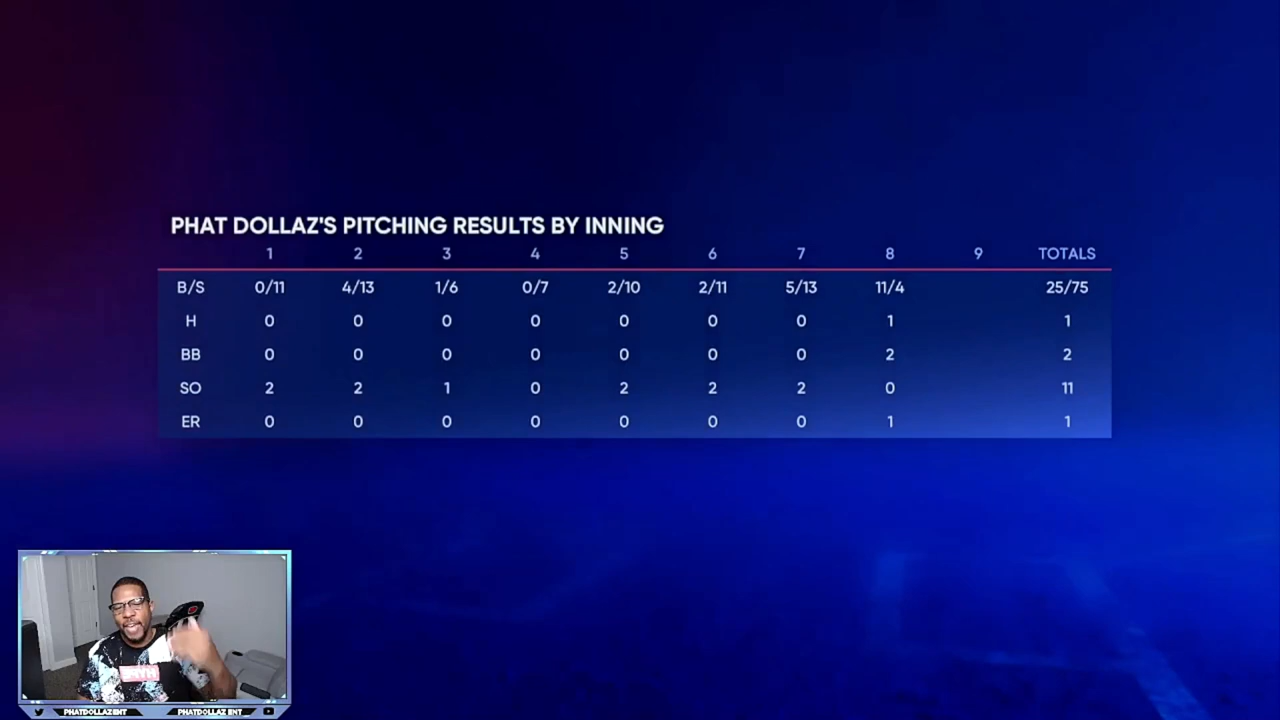 PHAT DOLLAZ'S PITCHING RESULTS BY INNING
1 2 3 4 5 6 7 8 9 TOTALS
B/S 0/11 4/13 1/6 0/7 2/10 2/11 5/13 11/4 25/75
H 0 0 0 0 0 0 0 1 1
BB 0 0 0 0 0 0 0 2 2
SO 2 2 1 0 2 2 2 0 11
ER 0 0 0 0 0 0 0 1 1
PHATDOLLAZENT PHATDOLLAZ ENT